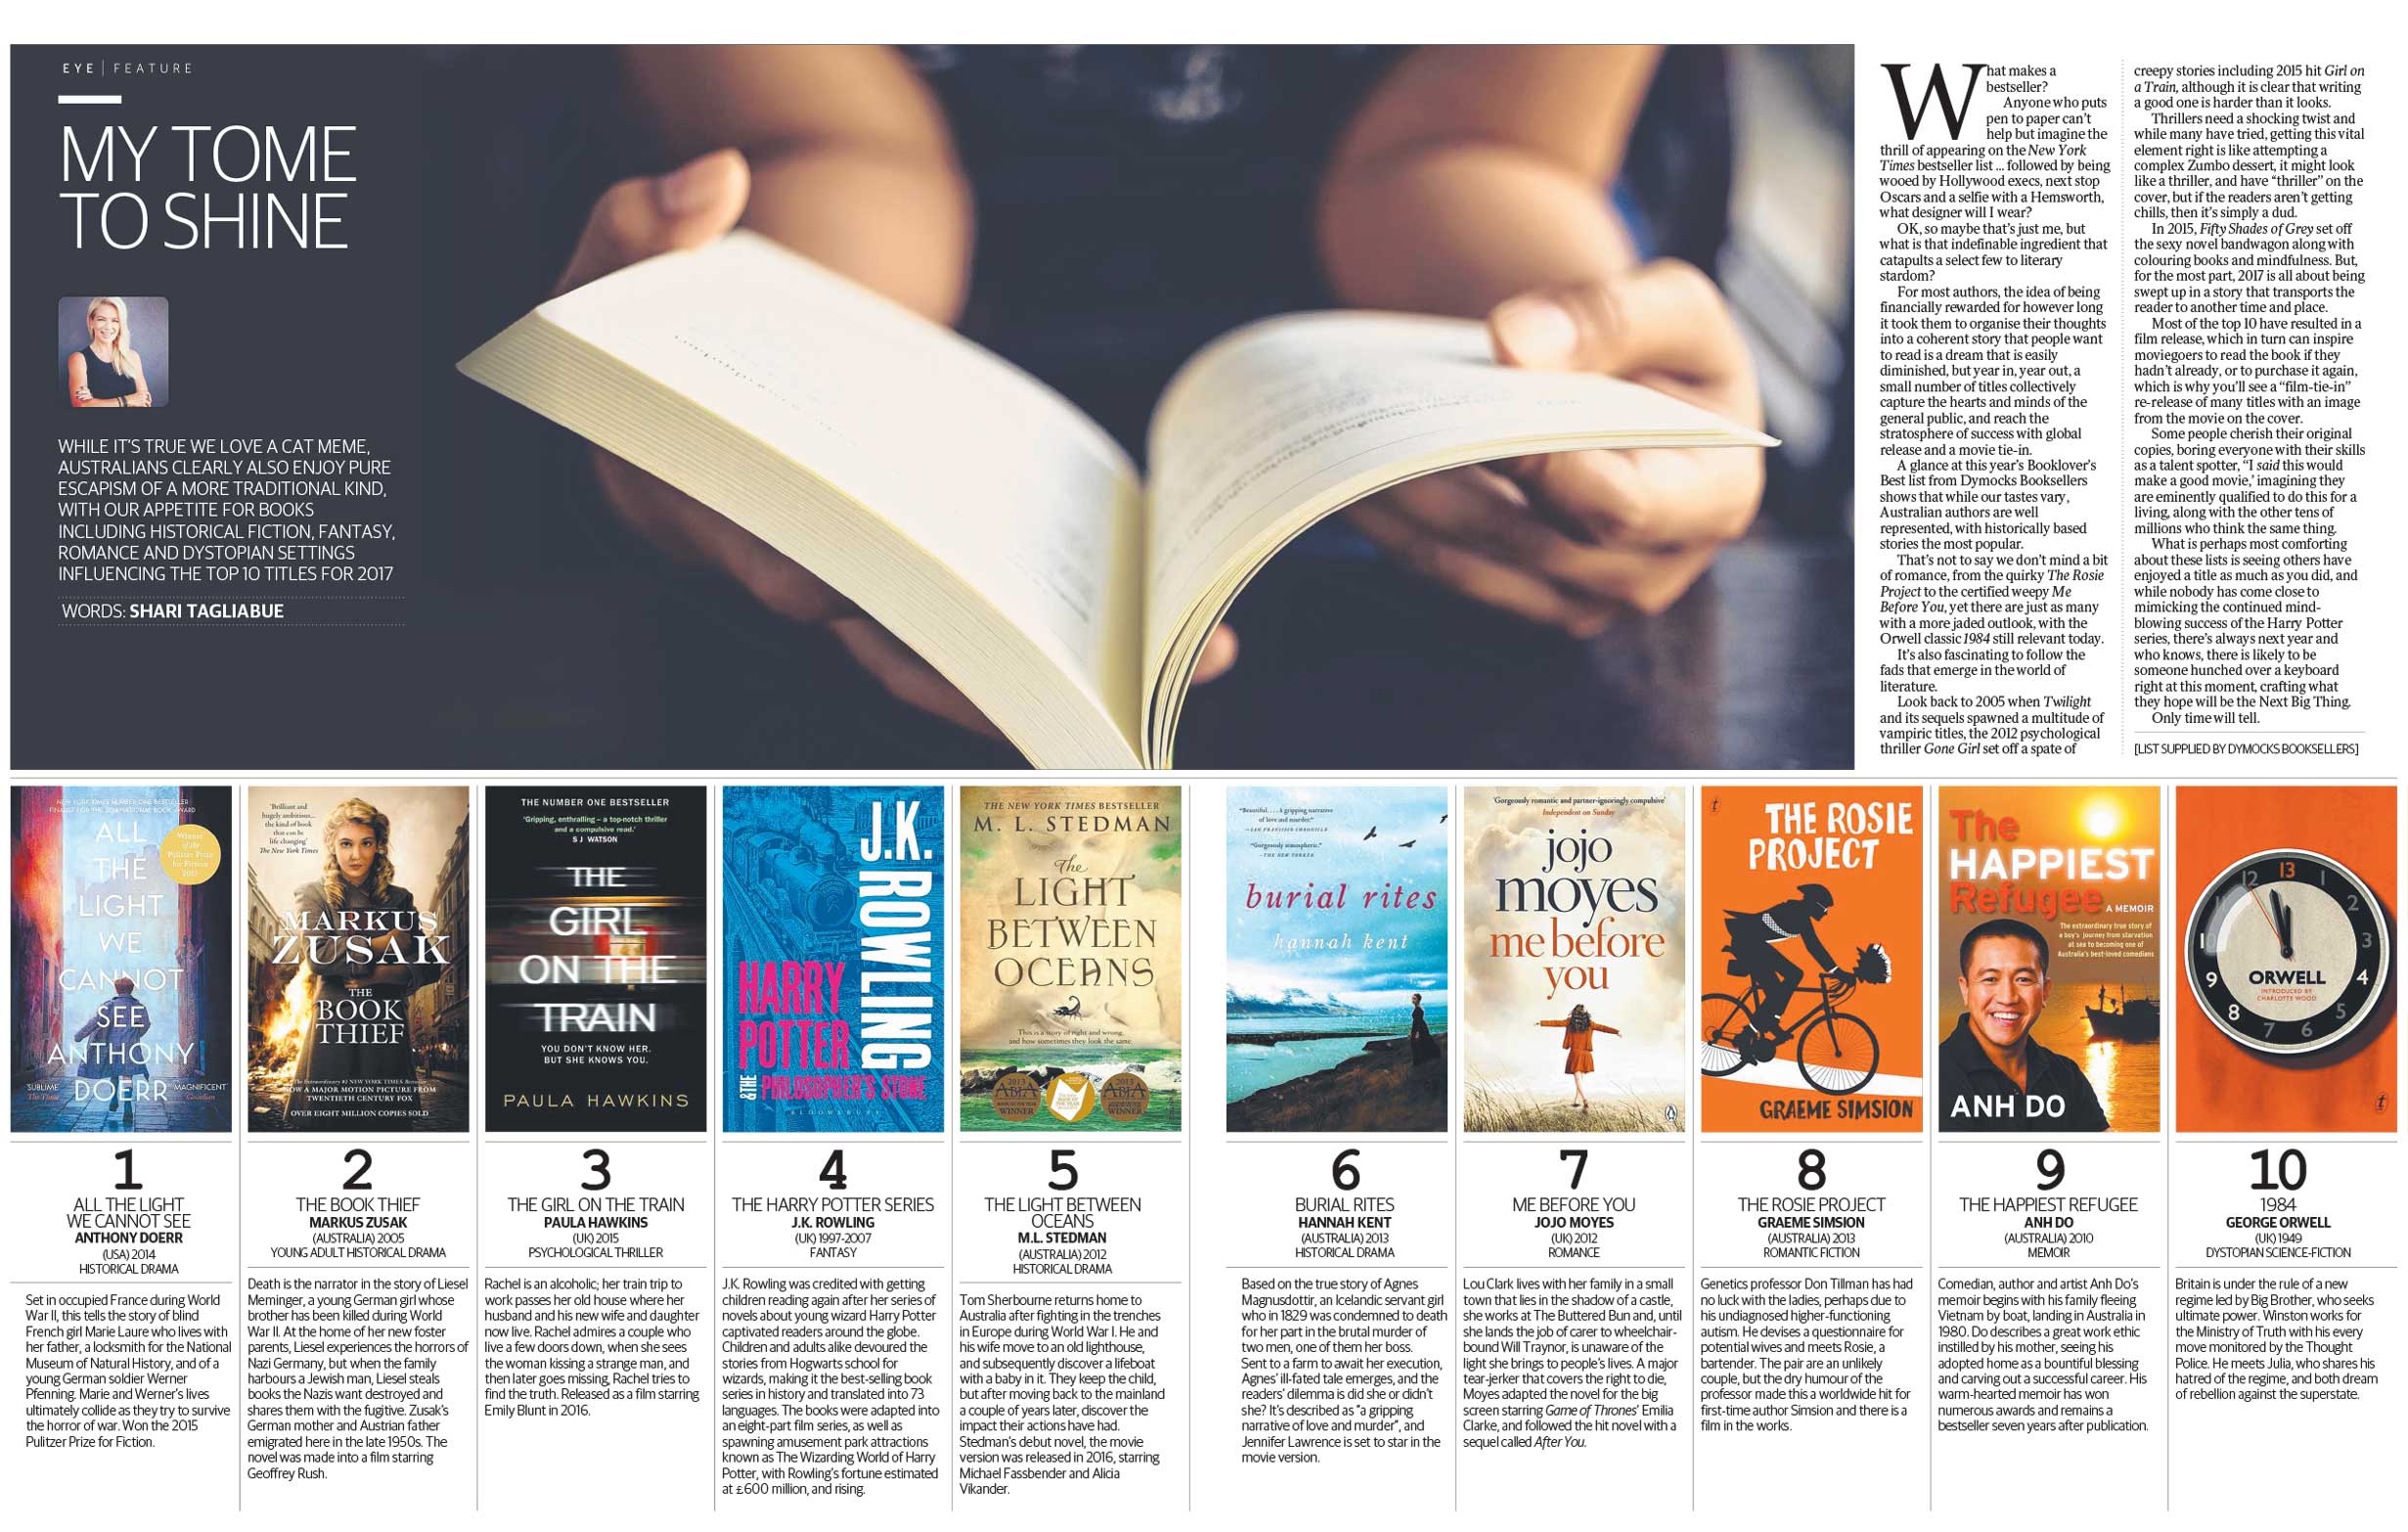 EYE | FEATURE
MY TOME
TO SHINE
WHILE IT'S TRUE WE LOVE A CAT MEME,
AUSTRALIANS CLEARLY ALSO ENJOY PURE
ESCAPISM OF A MORE TRADITIONAL KIND,
WITH OUR APPETITE FOR BOOKS
INCLUDING HISTORICAL FICTION, FANTASY,
ROMANCE AND DYSTOPIAN SETTINGS
INFLUENCING THE TOP 10 TITLES FOR 2017
WORDS: SHARI TAGLIABUE
What makes a
bestseller?
Anyone who puts
pen to paper can't
help but imagine the
thrill of appearing on the New York
Times bestseller list ... followed by being
wooed by Hollywood execs, next stop
Oscars and a selfie with a Hemsworth,
what designer will I wear?
OK, so maybe that's just me, but
what is that indefinable ingredient that
catapults a select few to literary
stardom?
For most authors, the idea of being
financially rewarded for however long
it took them to organise their thoughts
into a coherent story that people want
to read is a dream that is easily
diminished, but year in, year out, a
small number of titles collectively
capture the hearts and minds of the
general public, and reach the
stratosphere of success with global
release and a movie tie-in.
A glance at this year's Booklover's
Best list from Dymocks Booksellers
shows that while our tastes vary,
Australian authors are well
represented, with historically based
stories the most popular.
That's not to say we don't mind a bit
of romance, from the quirky The Rosie
Project to the certified weepy Me
Before You, yet there are just as many
with a more jaded outlook, with the
Orwell classic 1984 still relevant today.
It's also fascinating to follow the
fads that emerge in the world of
literature.
Look back to 2005 when Twilight
and its sequels spawned a multitude of
vampiric titles, the 2012 psychological
thriller Gone Girl set off a spate of
creepy stories including 2015 hit Girl on
a Train, although it is clear that writing
a good one is harder than it looks.
Thrillers need a shocking twist and
while many have tried, getting this vital
element right is like attempting a
complex Zumbo dessert, it might look
like a thriller, and have "thriller" on the
cover, but if the readers aren't getting
chills, then it's simply a dud.
In 2015, Fifty Shades of Grey set off
the sexy novel bandwagon along with
colouring books and mindfulness. But,
for the most part, 2017 is all about being
swept up in a story that transports the
reader to another time and place.
Most of the top 10 have resulted in a
film release, which in turn can inspire
moviegoers to read the book if they
hadn't already, or to purchase it again,
which is why you'll see a "film-tie-in"
re-release of many titles with an image
from the movie on the cover.
Some people cherish their original
copies, boring everyone with their skills
as a talent spotter, "I said this would
make a good movie,' imagining they
are eminently qualified to do this for a
living, along with the other tens of
millions who think the same thing.
What is perhaps most comforting
about these lists is seeing others have
enjoyed a title as much as you did, and
while nobody has come close to
mimicking the continued mind-
blowing success of the Harry Potter
series, there's always next year and
who knows, there is likely to be
someone hunched over a keyboard
right at this moment, crafting what
they hope will be the Next Big Thing.
Only time will tell.
[LIST SUPPLIED BY DYMOCKS BOOKSELLERS]
NEW YORK TIMES NUMBER ONE BESTSELLER
FINALIST FOR THE 2014 NATIONAL BOOK AWARD
Winner
of the
Pulitzer Prize
for Fiction
2015
ALL
THE
LIGHT
WE
CANNOT
SEE
ANTHONY
DOERR
'SUBLIME'
The Times
'MAGNIFICENT'
Guardian
'Brilliant and
hugely ambitious...
the kind of book
that can be
life changing'
The New York Times
MARKUS
ZUSAK
THE
BOOK
THIEF
The Extraordinary #1 NEW YORK TIMES Bestseller
NOW A MAJOR MOTION PICTURE FROM
TWENTIETH CENTURY FOX
OVER EIGHT MILLION COPIES SOLD
THE NUMBER ONE BESTSELLER
'Gripping, enthralling – a top-notch thriller
and a compulsive read.'
S J WATSON
THE
GIRL
ON THE
TRAIN
YOU DON'T KNOW HER.
BUT SHE KNOWS YOU.
PAULA HAWKINS
J.K. ROWLING
HARRY
POTTER
& THE PHILOSOPHER'S STONE
BLOOMSBURY
THE NEW YORK TIMES BESTSELLER
M. L. STEDMAN
The
LIGHT
BETWEEN
OCEANS
This is a story of right and wrong,
and how sometimes they look the same.
2013
ABIA
WINNER
2013
ABIA
WINNER
"Beautiful. . . . A gripping narrative
of love and murder."
—SAN FRANCISCO CHRONICLE
"Gorgeously atmospheric."
—THE NEW YORKER
burial rites
hannah kent
'Gorgeously romantic and partner-ignoringly compulsive'
Independent on Sunday
jojo
moyes
me before
you
t
THE ROSIE
PROJECT
GRAEME SIMSION
The
HAPPIEST
Refugee
A MEMOIR
The extraordinary true story of
a boy's journey from starvation
at sea to becoming one of
Australia's best-loved comedians
ANH DO
12 13 1
2
3
4
5
6
7
8
9
10
ORWELL
INTRODUCED BY
CHARLOTTE WOOD
t
1
ALL THE LIGHT
WE CANNOT SEE
ANTHONY DOERR
(USA) 2014
HISTORICAL DRAMA
Set in occupied France during World
War II, this tells the story of blind
French girl Marie Laure who lives with
her father, a locksmith for the National
Museum of Natural History, and of a
young German soldier Werner
Pfenning. Marie and Werner's lives
ultimately collide as they try to survive
the horror of war. Won the 2015
Pulitzer Prize for Fiction.
2
THE BOOK THIEF
MARKUS ZUSAK
(AUSTRALIA) 2005
YOUNG ADULT HISTORICAL DRAMA
Death is the narrator in the story of Liesel
Meminger, a young German girl whose
brother has been killed during World
War II. At the home of her new foster
parents, Liesel experiences the horrors of
Nazi Germany, but when the family
harbours a Jewish man, Liesel steals
books the Nazis want destroyed and
shares them with the fugitive. Zusak's
German mother and Austrian father
emigrated here in the late 1950s. The
novel was made into a film starring
Geoffrey Rush.
3
THE GIRL ON THE TRAIN
PAULA HAWKINS
(UK) 2015
PSYCHOLOGICAL THRILLER
Rachel is an alcoholic; her train trip to
work passes her old house where her
husband and his new wife and daughter
now live. Rachel admires a couple who
live a few doors down, when she sees
the woman kissing a strange man, and
then later goes missing, Rachel tries to
find the truth. Released as a film starring
Emily Blunt in 2016.
4
THE HARRY POTTER SERIES
J.K. ROWLING
(UK) 1997-2007
FANTASY
J.K. Rowling was credited with getting
children reading again after her series of
novels about young wizard Harry Potter
captivated readers around the globe.
Children and adults alike devoured the
stories from Hogwarts school for
wizards, making it the best-selling book
series in history and translated into 73
languages. The books were adapted into
an eight-part film series, as well as
spawning amusement park attractions
known as The Wizarding World of Harry
Potter, with Rowling's fortune estimated
at £600 million, and rising.
5
THE LIGHT BETWEEN
OCEANS
M.L. STEDMAN
(AUSTRALIA) 2012
HISTORICAL DRAMA
Tom Sherbourne returns home to
Australia after fighting in the trenches
in Europe during World War I. He and
his wife move to an old lighthouse,
and subsequently discover a lifeboat
with a baby in it. They keep the child,
but after moving back to the mainland
a couple of years later, discover the
impact their actions have had.
Stedman's debut novel, the movie
version was released in 2016, starring
Michael Fassbender and Alicia
Vikander.
6
BURIAL RITES
HANNAH KENT
(AUSTRALIA) 2013
HISTORICAL DRAMA
Based on the true story of Agnes
Magnusdottir, an Icelandic servant girl
who in 1829 was condemned to death
for her part in the brutal murder of
two men, one of them her boss.
Sent to a farm to await her execution,
Agnes' ill-fated tale emerges, and the
readers' dilemma is did she or didn't
she? It's described as "a gripping
narrative of love and murder", and
Jennifer Lawrence is set to star in the
movie version.
7
ME BEFORE YOU
JOJO MOYES
(UK) 2012
ROMANCE
Lou Clark lives with her family in a small
town that lies in the shadow of a castle,
she works at The Buttered Bun and, until
she lands the job of carer to wheelchair-
bound Will Traynor, is unaware of the
light she brings to people's lives. A major
tear-jerker that covers the right to die,
Moyes adapted the novel for the big
screen starring Game of Thrones' Emilia
Clarke, and followed the hit novel with a
sequel called After You.
8
THE ROSIE PROJECT
GRAEME SIMSION
(AUSTRALIA) 2013
ROMANTIC FICTION
Genetics professor Don Tillman has had
no luck with the ladies, perhaps due to
his undiagnosed higher-functioning
autism. He devises a questionnaire for
potential wives and meets Rosie, a
bartender. The pair are an unlikely
couple, but the dry humour of the
professor made this a worldwide hit for
first-time author Simsion and there is a
film in the works.
9
THE HAPPIEST REFUGEE
ANH DO
(AUSTRALIA) 2010
MEMOIR
Comedian, author and artist Anh Do's
memoir begins with his family fleeing
Vietnam by boat, landing in Australia in
1980. Do describes a great work ethic
instilled by his mother, seeing his
adopted home as a bountiful blessing
and carving out a successful career. His
warm-hearted memoir has won
numerous awards and remains a
bestseller seven years after publication.
10
1984
GEORGE ORWELL
(UK) 1949
DYSTOPIAN SCIENCE-FICTION
Britain is under the rule of a new
regime led by Big Brother, who seeks
ultimate power. Winston works for
the Ministry of Truth with his every
move monitored by the Thought
Police. He meets Julia, who shares his
hatred of the regime, and both dream
of rebellion against the superstate.